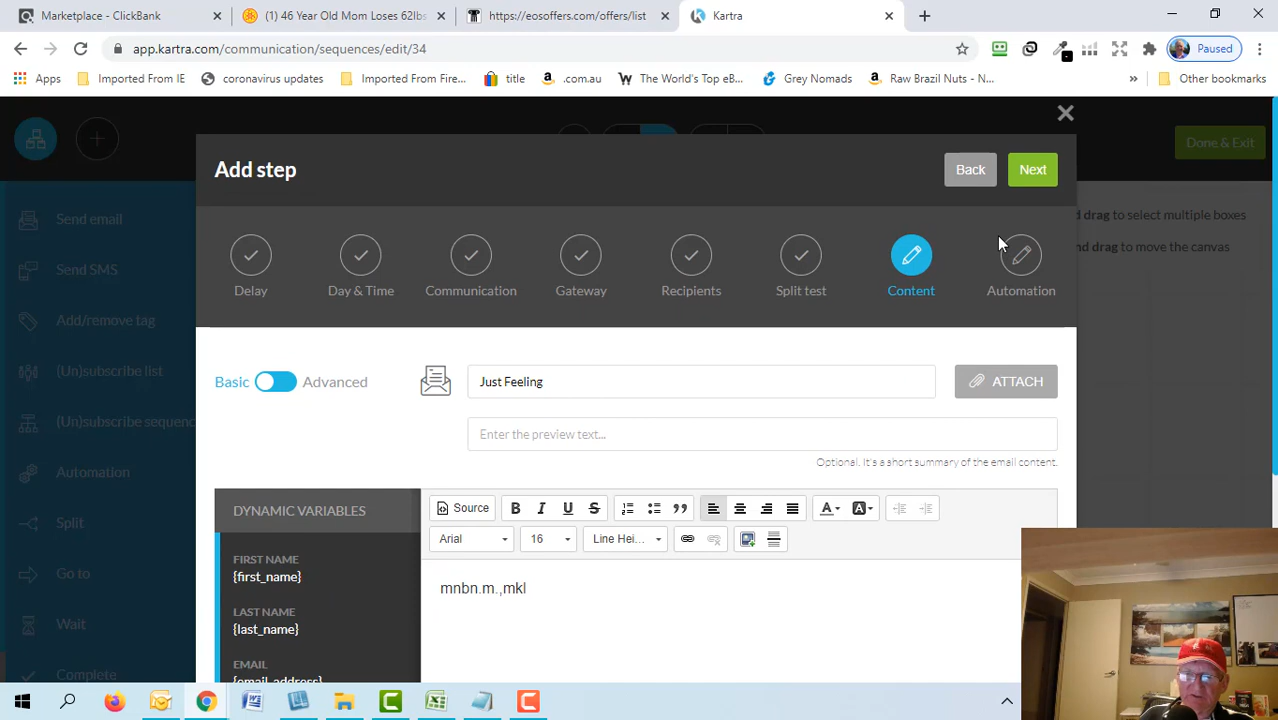 Marketplace - ClickBank
(1) 46 Year Old Mom Loses 62lbs
https://eosoffers.com/offers/list
Kartra
app.kartra.com/communication/sequences/edit/34
Paused
Apps
Imported From IE
coronavirus updates
Imported From Fire...
title
.com.au
The World's Top eB...
Grey Nomads
Raw Brazil Nuts - N...
Other bookmarks
Add step
Back
Next
Done & Exit
Send email
Send SMS
Add/remove tag
(Un)subscribe list
(Un)subscribe sequenc
Automation
Split
Go to
Wait
Complete
d drag to select multiple boxes
nd drag to move the canvas
Delay
Day & Time
Communication
Gateway
Recipients
Split test
Content
Automation
Basic
Advanced
Just Feeling
ATTACH
Enter the preview text...
Optional. It's a short summary of the email content.
DYNAMIC VARIABLES
FIRST NAME
{first_name}
LAST NAME
{last_name}
EMAIL
{email_address}
Source
Arial
16
Line Hei...
mnbn.m.,mkl